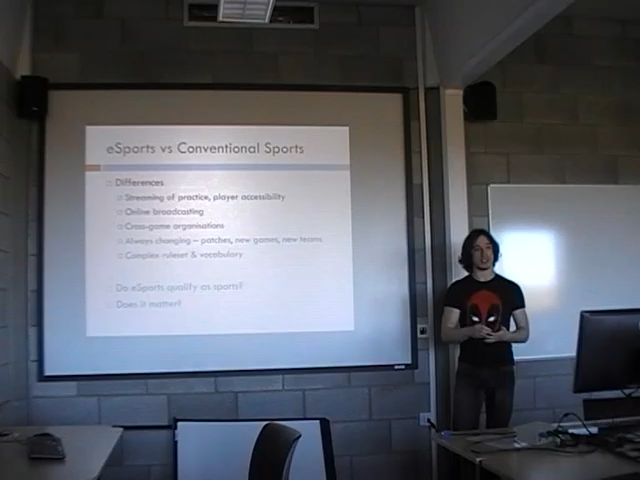 eSports vs Conventional Sports
Differences
Streaming of practice, player accessibility
Online broadcasting
Cross-game organisations
Always changing – patches, new games, new teams
Complex ruleset & vocabulary
Do eSports qualify as sports?
Does it matter?